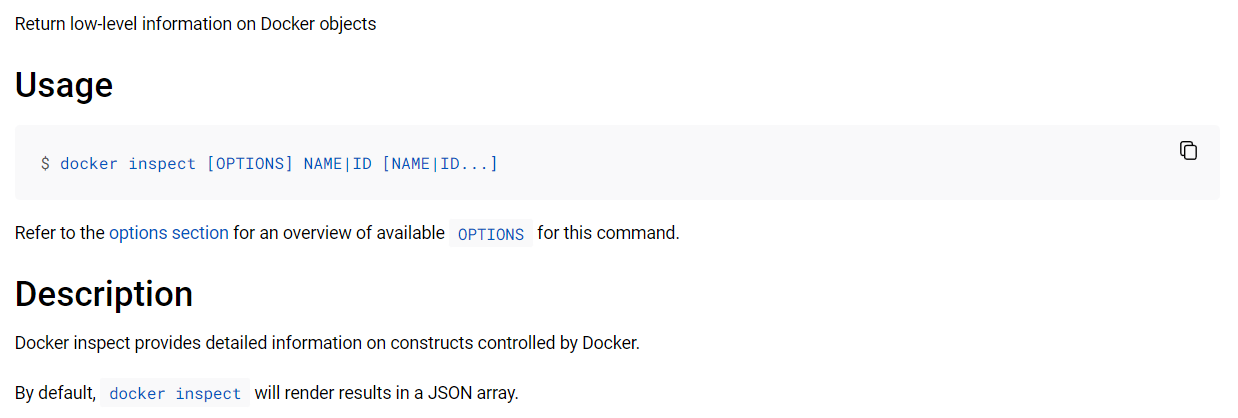 Return low-level information on Docker objects
Usage
$ docker inspect [OPTIONS] NAME|ID [NAME|ID...]
Refer to the options section for an overview of available OPTIONS for this command.
Description
Docker inspect provides detailed information on constructs controlled by Docker.
By default, docker inspect will render results in a JSON array.